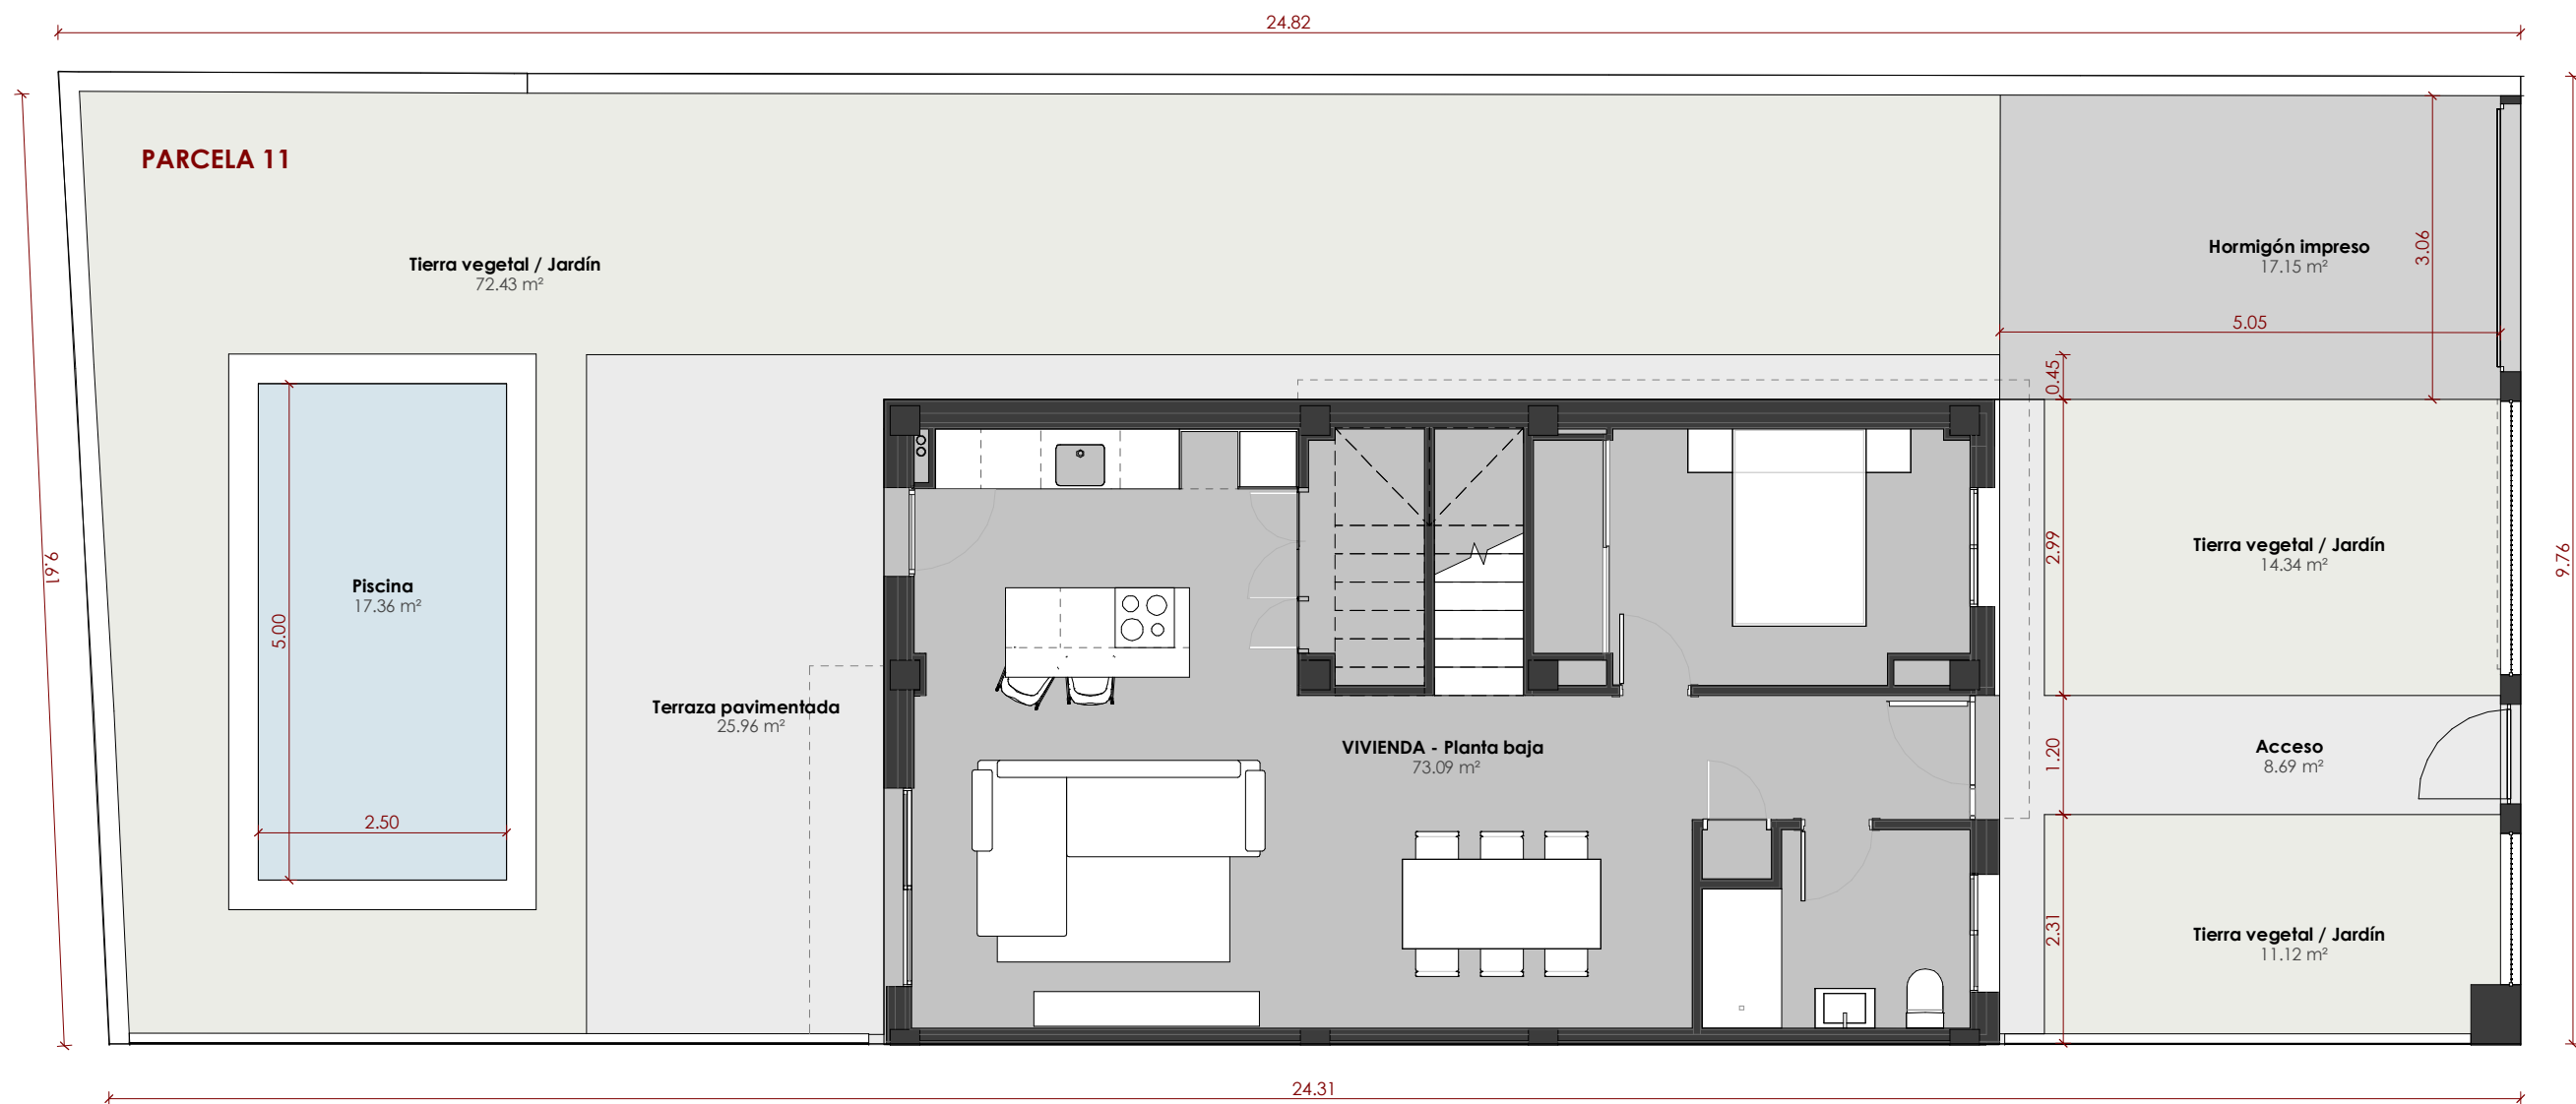 24.82
PARCELA 11
Tierra vegetal / Jardín
72.43 m²
Hormigón impreso
17.15 m²
3.06
5.05
0.45
9.61
Piscina
17.36 m²
5.00
2.50
Terraza pavimentada
25.96 m²
VIVIENDA - Planta baja
73.09 m²
2.99
Tierra vegetal / Jardín
14.34 m²
9.76
1.20
Acceso
8.69 m²
2.31
Tierra vegetal / Jardín
11.12 m²
24.31